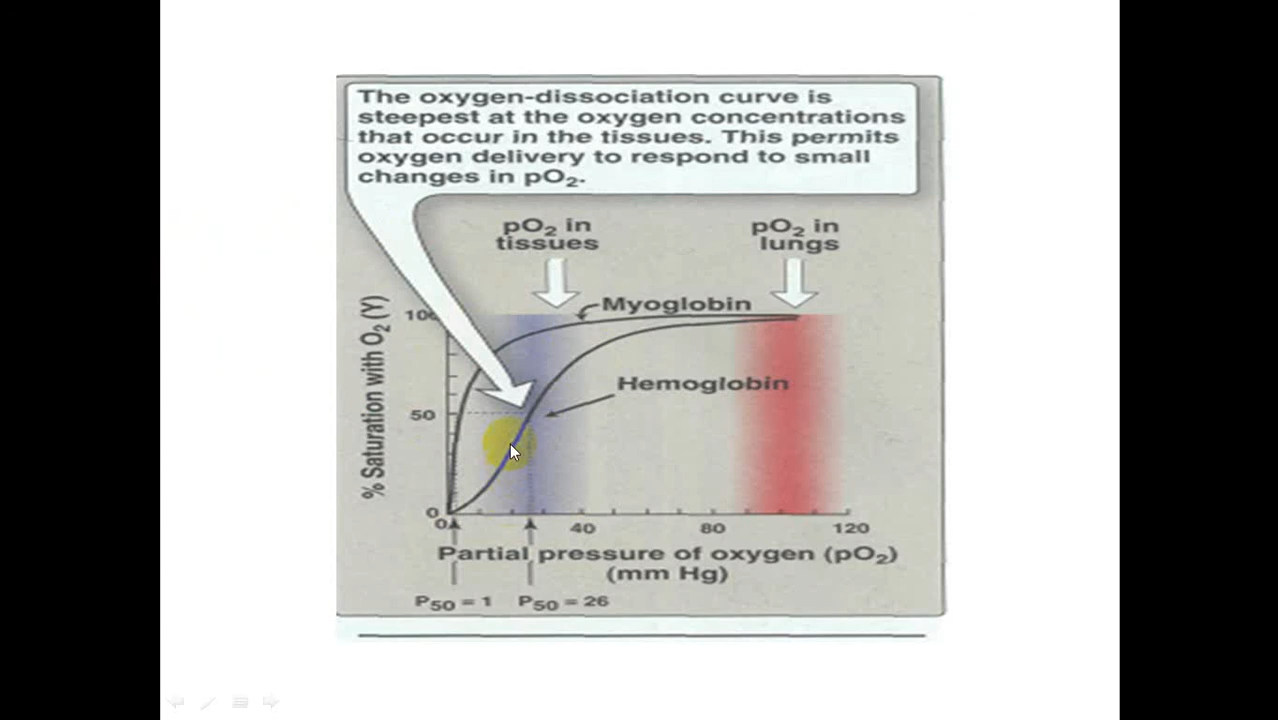 The oxygen-dissociation curve is
steepest at the oxygen concentrations
that occur in the tissues. This permits
oxygen delivery to respond to small
changes in pO₂.
pO₂ in
tissues
pO₂ in
lungs
Myoglobin
Hemoglobin
% Saturation with O₂ (Y)
100
50
0
0 40 80 120
Partial pressure of oxygen (pO₂)
(mm Hg)
P₅₀ = 1 P₅₀ = 26